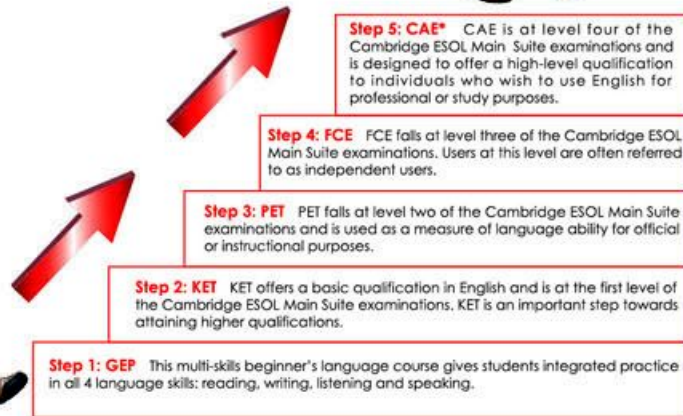 Step 5: CAE* CAE is at level four of the
Cambridge ESOL Main Suite examinations and
is designed to offer a high-level qualification
to individuals who wish to use English for
professional or study purposes.
Step 4: FCE FCE falls at level three of the Cambridge ESOL
Main Suite examinations. Users at this level are often referred
to as independent users.
Step 3: PET PET falls at level two of the Cambridge ESOL Main Suite
examinations and is used as a measure of language ability for official
or instructional purposes.
Step 2: KET KET offers a basic qualification in English and is at the first level of
the Cambridge ESOL Main Suite examinations. KET is an important step towards
attaining higher qualifications.
Step 1: GEP This multi-skills beginner's language course gives students integrated practice
in all 4 language skills: reading, writing, listening and speaking.